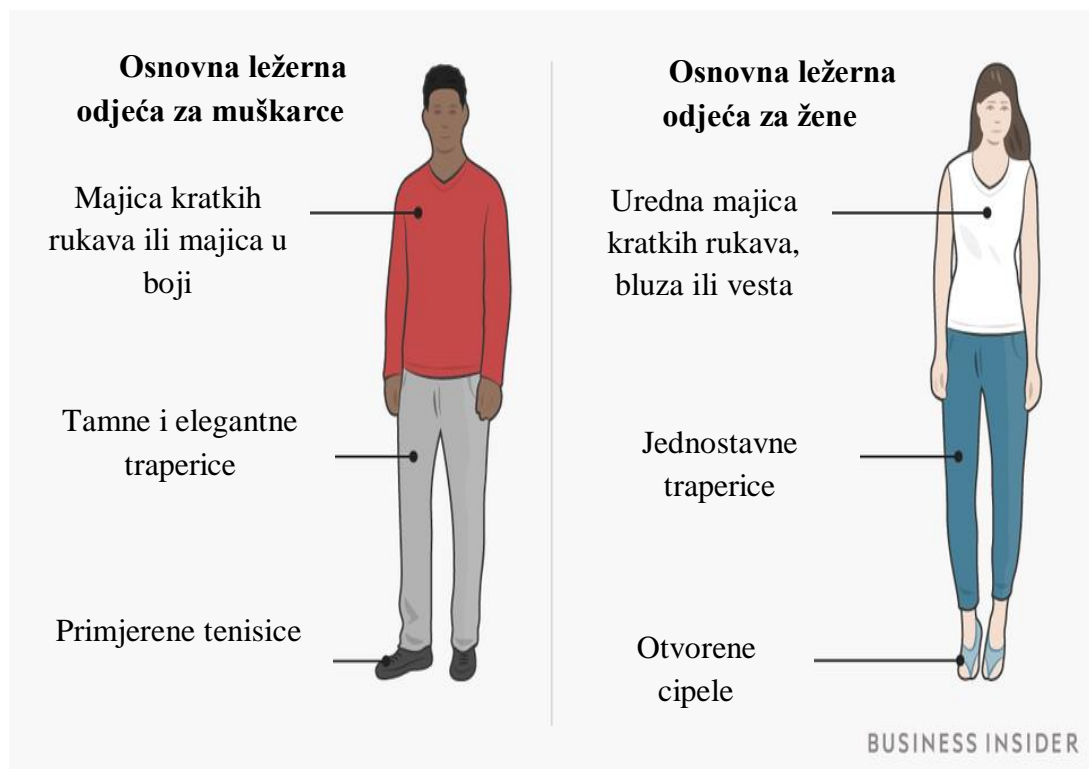 Osnovna ležerna
odjeća za muškarce
Majica kratkih
rukava ili majica u
boji
Tamne i elegantne
traperice
Primjerene tenisice
Osnovna ležerna
odjeća za žene
Uredna majica
kratkih rukava,
bluza ili vesta
Jednostavne
traperice
Otvorene
cipele
BUSINESS INSIDER